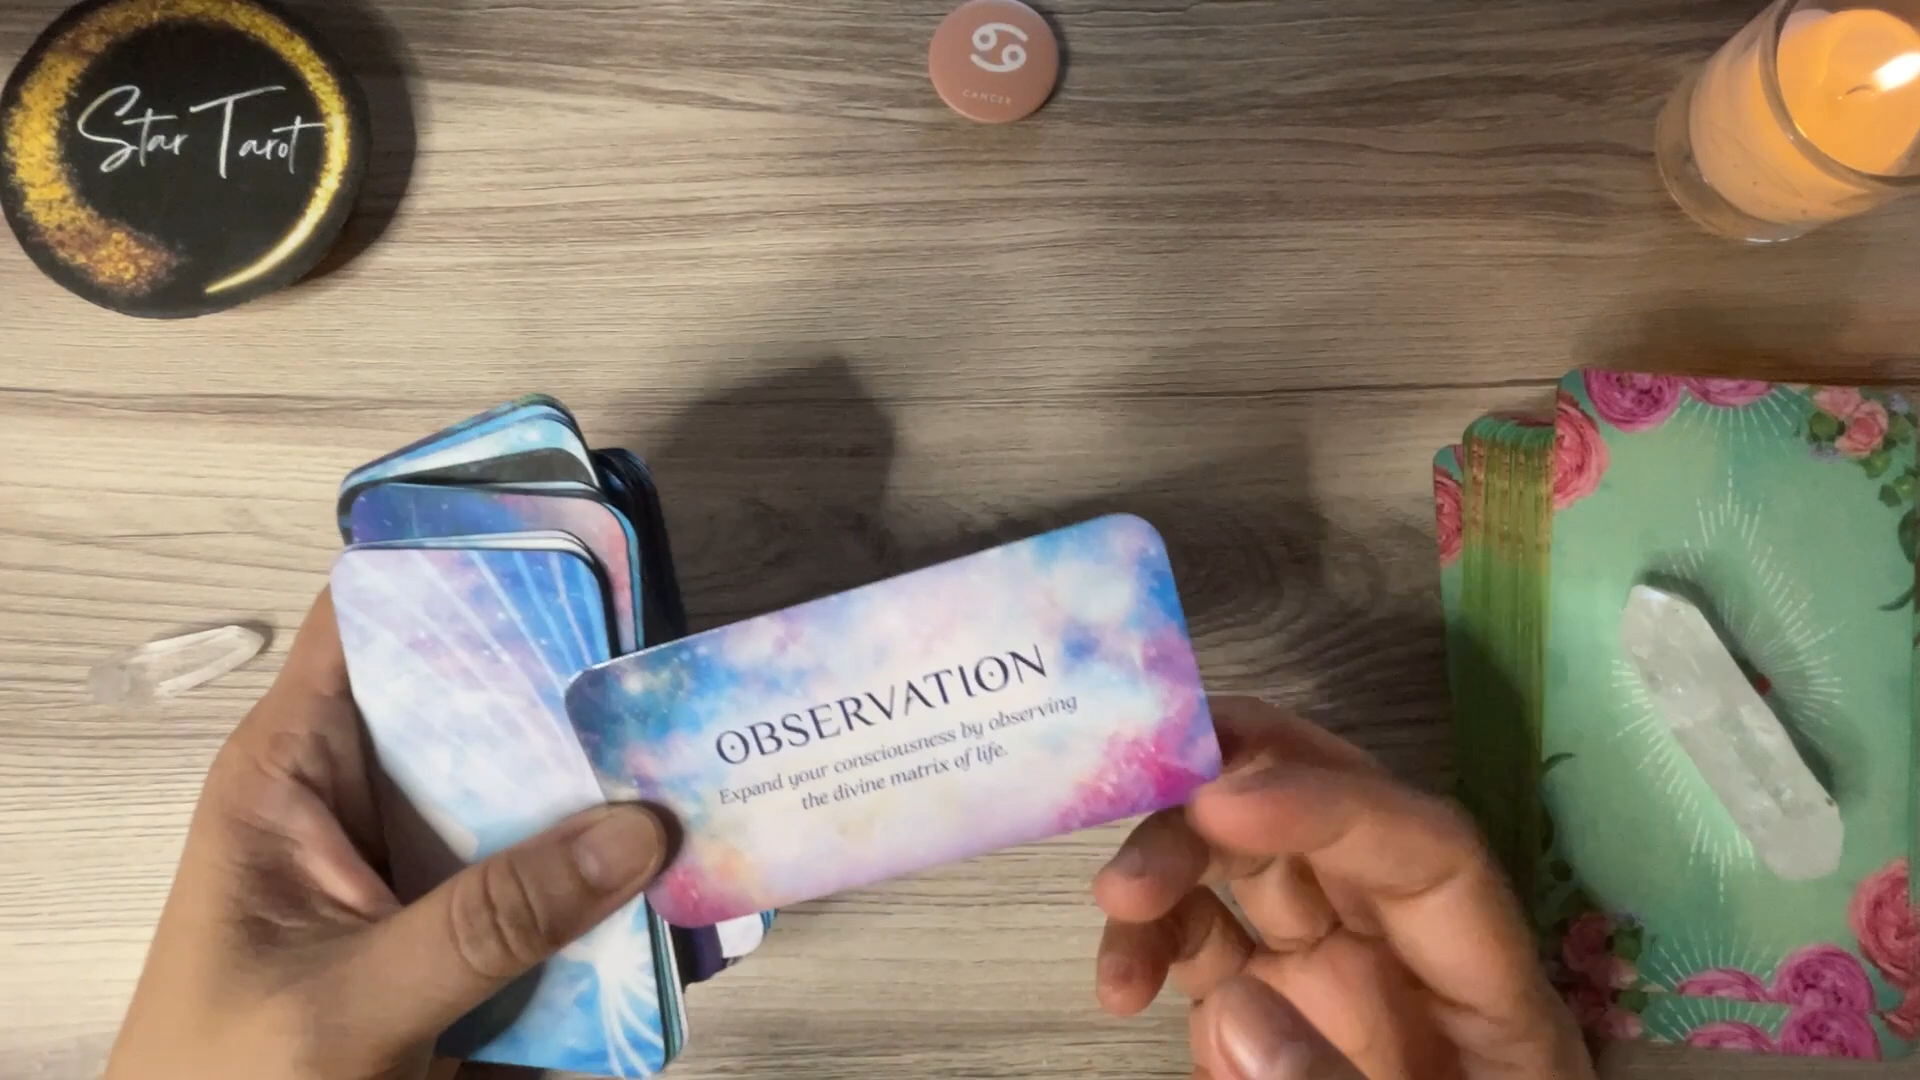 Star Tarot
CANCER
OBSERVATION
Expand your consciousness by observing
the divine matrix of life.